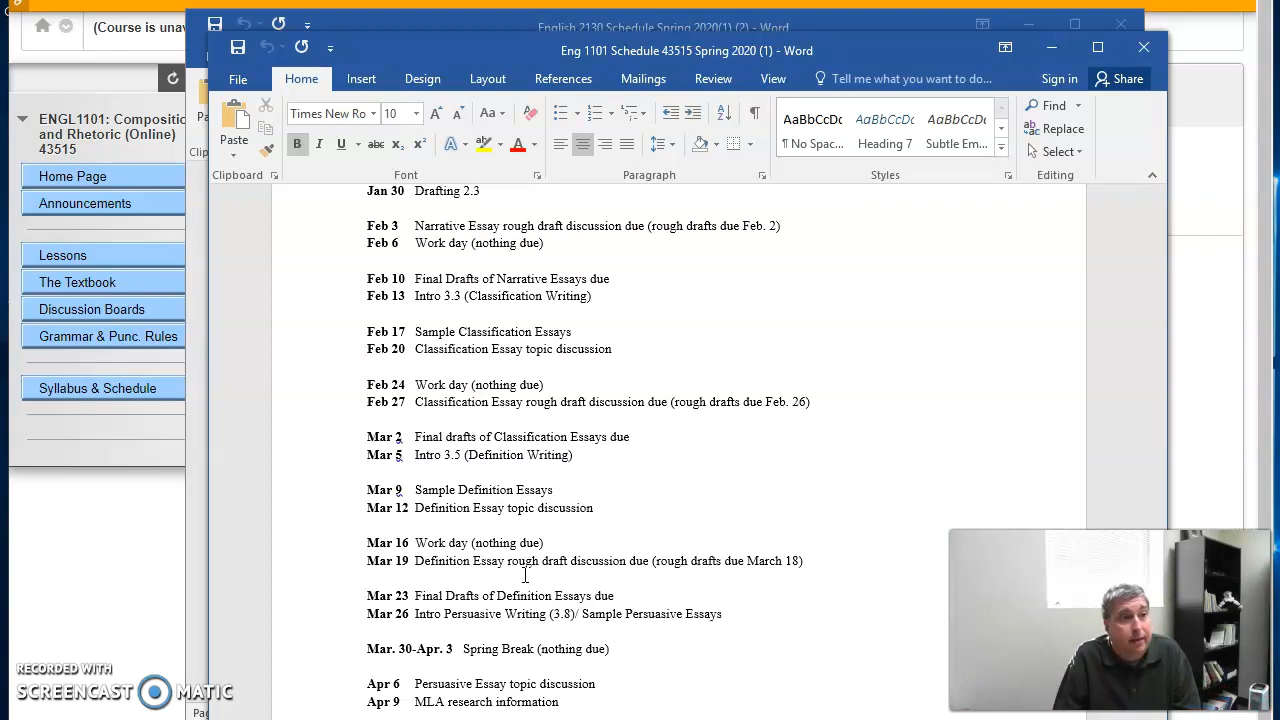 (Course is unav
English 2130 Schedule Spring 2020(1) (2) - Word
Eng 1101 Schedule 43515 Spring 2020 (1) - Word
File
Home
Insert
Design
Layout
References
Mailings
Review
View
Tell me what you want to do...
Sign in
Share
Paste
Times New Ro
10
Aa
AaBbCcDc
AaBbCcDc
AaBbCcDc
¶ No Spac...
Heading 7
Subtle Em...
Find
Replace
Select
Clipboard
Font
Paragraph
Styles
Editing
ENGL1101: Compositic
and Rhetoric (Online)
43515
Home Page
Announcements
Lessons
The Textbook
Discussion Boards
Grammar & Punc. Rules
Syllabus & Schedule
Pa
Clip
Jan 30 Drafting 2.3
Feb 3 Narrative Essay rough draft discussion due (rough drafts due Feb. 2)
Feb 6 Work day (nothing due)
Feb 10 Final Drafts of Narrative Essays due
Feb 13 Intro 3.3 (Classification Writing)
Feb 17 Sample Classification Essays
Feb 20 Classification Essay topic discussion
Feb 24 Work day (nothing due)
Feb 27 Classification Essay rough draft discussion due (rough drafts due Feb. 26)
Mar 2 Final drafts of Classification Essays due
Mar 5 Intro 3.5 (Definition Writing)
Mar 9 Sample Definition Essays
Mar 12 Definition Essay topic discussion
Mar 16 Work day (nothing due)
Mar 19 Definition Essay rough draft discussion due (rough drafts due March 18)
Mar 23 Final Drafts of Definition Essays due
Mar 26 Intro Persuasive Writing (3.8)/ Sample Persuasive Essays
Mar. 30-Apr. 3 Spring Break (nothing due)
Apr 6 Persuasive Essay topic discussion
Apr 9 MLA research information
Pag
RECORDED WITH
SCREENCAST MATIC